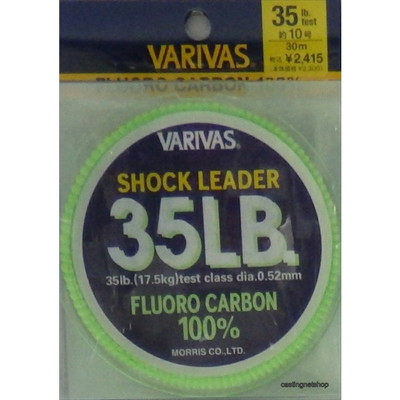 VARIVAS
35 lb. test
約10号
30m
税込 ¥2,415
FLUORO CARBON 100%
VARIVAS®
SHOCK LEADER
35LB.
35lb.(17.5kg)test class dia.0.52mm
FLUORO CARBON
100%
MORRIS CO.,LTD.
castingnetshop